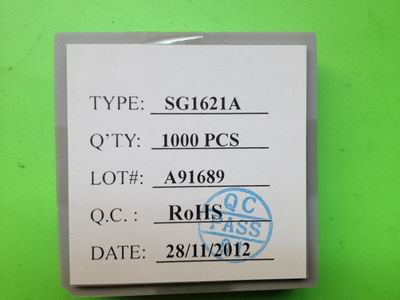 TYPE: SG1621A
Q'TY: 1000 PCS
LOT#: A91689
Q.C. : RoHS
QC
PASS
DATE: 28/11/2012